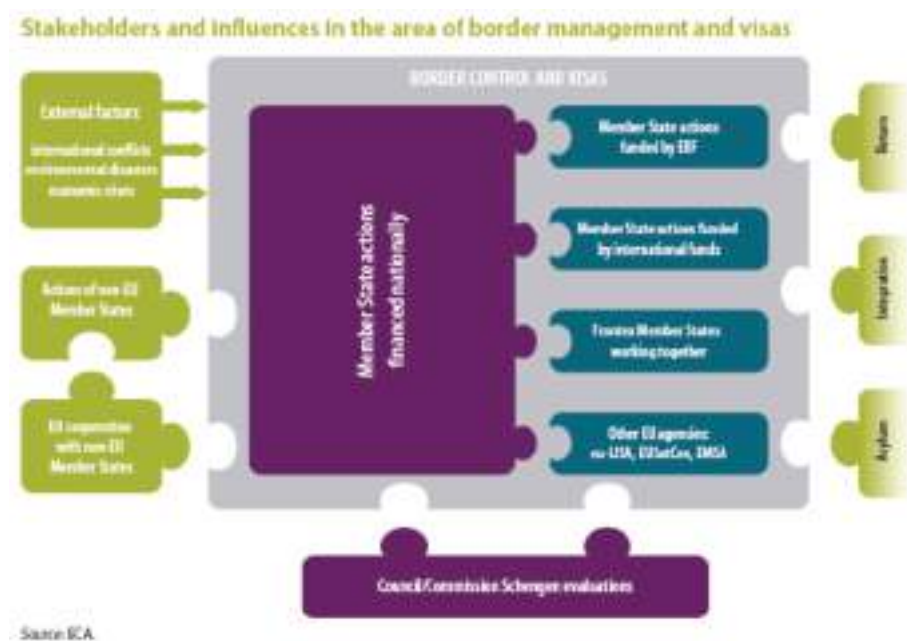 Stakeholders and influences in the area of border management and visas
BORDER CONTROL AND VISAS
External factors
international conflicts
environmental disasters
economic crises
Actions of non-EU
Member States
EU cooperation
with non-EU
Member States
Member State actions
financed nationally
Member State actions
funded by EBF
Member State actions funded
by international funds
Frontex Member States
working together
Other EU agencies:
eu-LISA, EUSatCen, EMSA
Return
Integration
Asylum
Council/Commission Schengen evaluations
Source: ECA